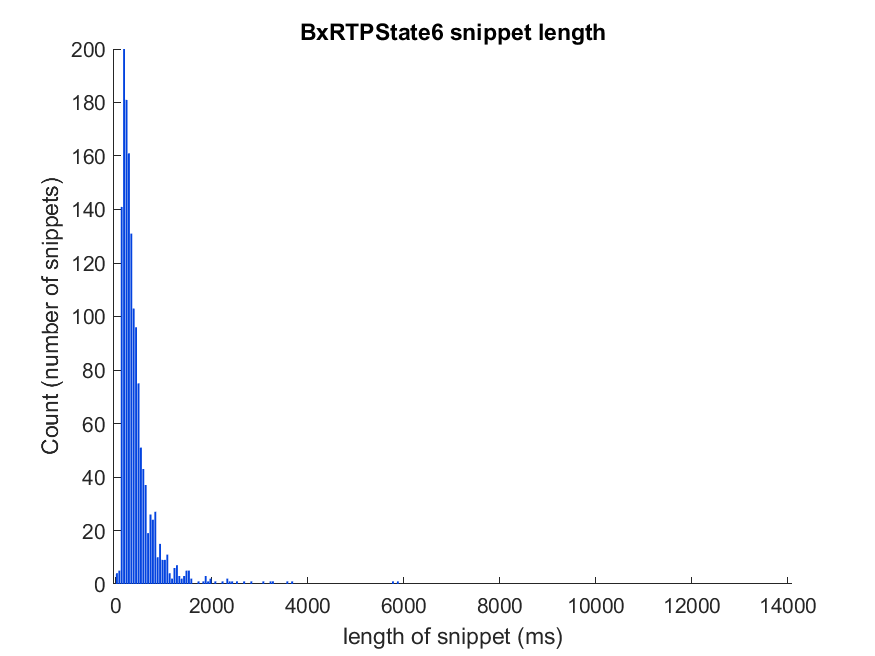 BxRTPState6 snippet length
200
180
160
140
120
100
80
60
40
20
0
Count (number of snippets)
0 2000 4000 6000 8000 10000 12000 14000
length of snippet (ms)